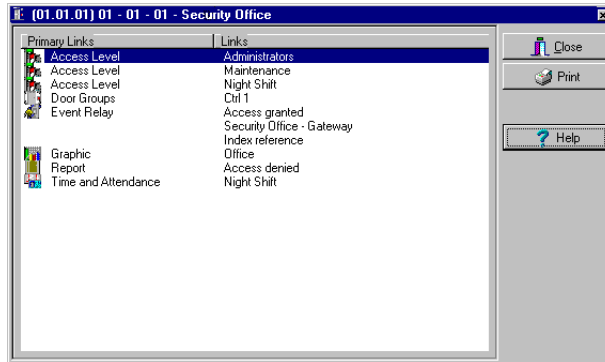 (01.01.01) 01 - 01 - 01 - Security Office
Primary Links Links
Access Level Administrators
Access Level Maintenance
Access Level Night Shift
Door Groups Ctrl 1
Event Relay Access granted
Security Office - Gateway
Index reference
Graphic Office
Report Access denied
Time and Attendance Night Shift
Close
Print
Help